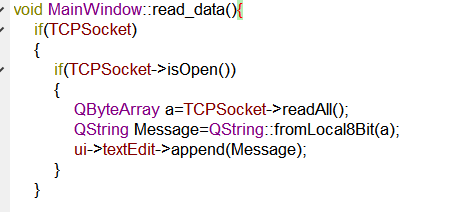 void MainWindow::read_data(){
if(TCPSocket)
{
if(TCPSocket->isOpen())
{
QByteArray a=TCPSocket->readAll();
QString Message=QString::fromLocal8Bit(a);
ui->textEdit->append(Message);
}
}